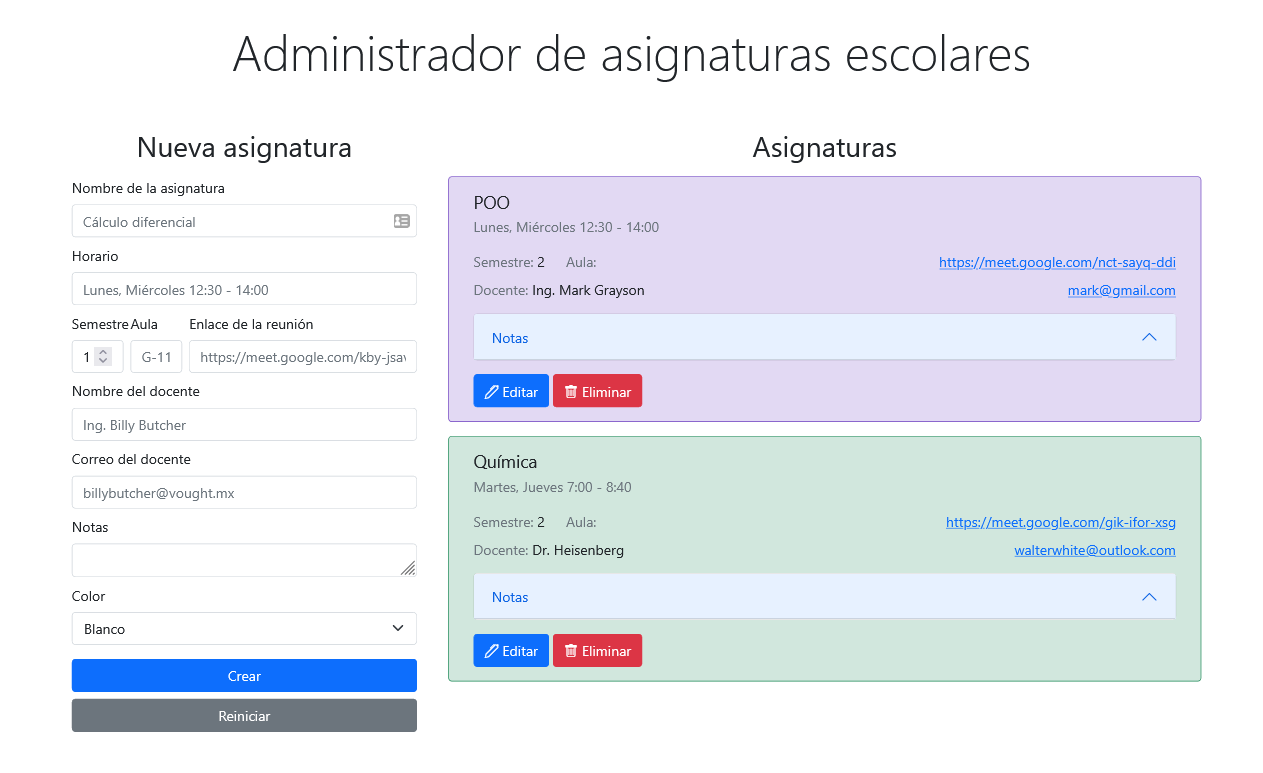 Administrador de asignaturas escolares
Nueva asignatura
Nombre de la asignatura
Cálculo diferencial
Horario
Lunes, Miércoles 12:30 - 14:00
Semestre Aula Enlace de la reunión
1 G-11 https://meet.google.com/kby-jsav
Nombre del docente
Ing. Billy Butcher
Correo del docente
billybutcher@vought.mx
Notas
Color
Blanco
Crear
Reiniciar
Asignaturas
POO
Lunes, Miércoles 12:30 - 14:00
Semestre: 2 Aula: https://meet.google.com/nct-sayq-ddi
Docente: Ing. Mark Grayson mark@gmail.com
Notas
Editar Eliminar
Química
Martes, Jueves 7:00 - 8:40
Semestre: 2 Aula: https://meet.google.com/gik-ifor-xsg
Docente: Dr. Heisenberg walterwhite@outlook.com
Notas
Editar Eliminar